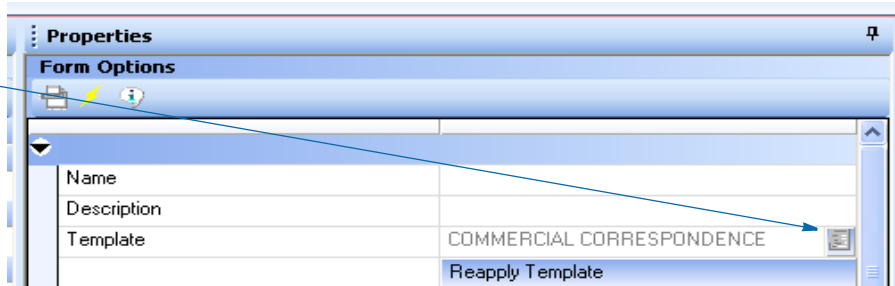 Properties
Form Options
Name
Description
Template COMMERCIAL CORRESPONDENCE
Reapply Template